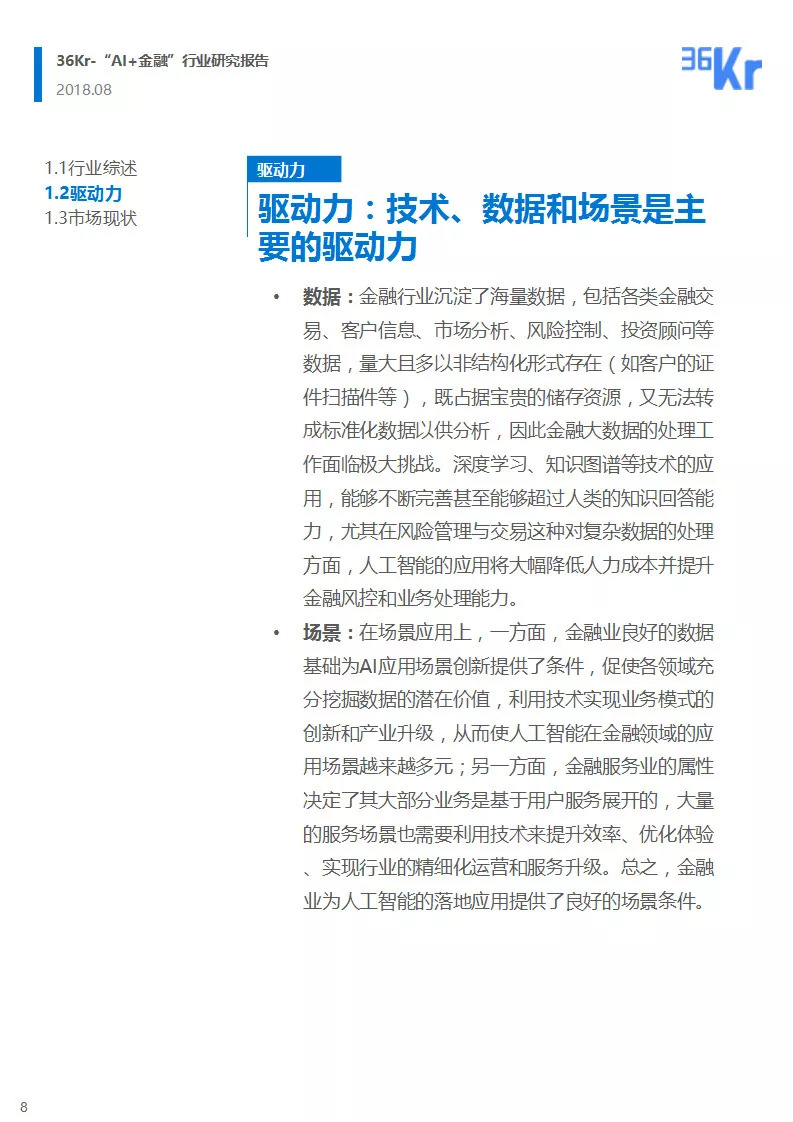 36Kr-“AI+金融”行业研究报告
2018.08
36Kr
1.1行业综述
1.2驱动力
1.3市场现状
驱动力
驱动力：技术、数据和场景是主
要的驱动力
• 数据：金融行业沉淀了海量数据，包括各类金融交
易、客户信息、市场分析、风险控制、投资顾问等
数据，量大且多以非结构化形式存在（如客户的证
件扫描件等），既占据宝贵的储存资源，又无法转
成标准化数据以供分析，因此金融大数据的处理工
作面临极大挑战。深度学习、知识图谱等技术的应
用，能够不断完善甚至能够超过人类的知识回答能
力，尤其在风险管理与交易这种对复杂数据的处理
方面，人工智能的应用将大幅降低人力成本并提升
金融风控和业务处理能力。
• 场景：在场景应用上，一方面，金融业良好的数据
基础为AI应用场景创新提供了条件，促使各领域充
分挖掘数据的潜在价值，利用技术实现业务模式的
创新和产业升级，从而使人工智能在金融领域的应
用场景越来越多元；另一方面，金融服务业的属性
决定了其大部分业务是基于用户服务展开的，大量
的服务场景也需要利用技术来提升效率、优化体验
、实现行业的精细化运营和服务升级。总之，金融
业为人工智能的落地应用提供了良好的场景条件。
8